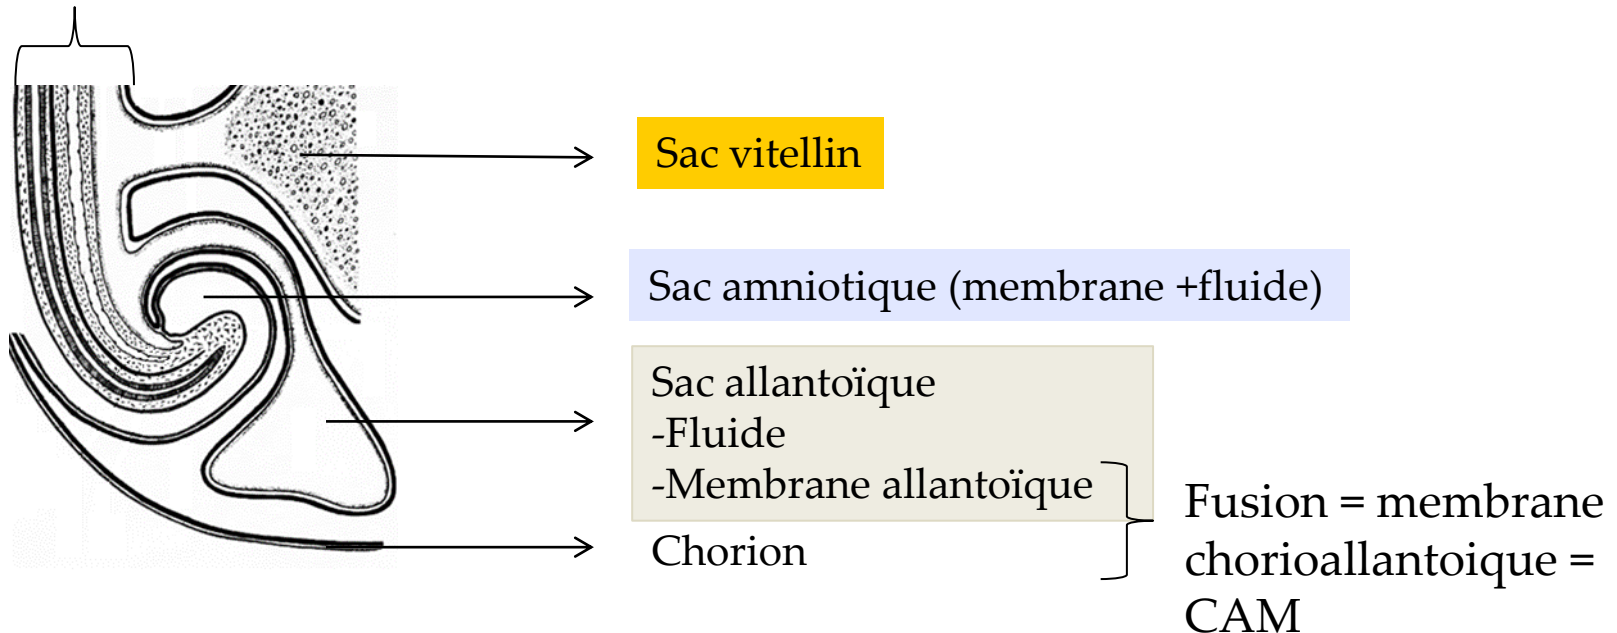 Sac vitellin
Sac amniotique (membrane +fluide)
Sac allantoïque
-Fluide
-Membrane allantoïque
Chorion
Fusion = membrane
chorioallantoique =
CAM